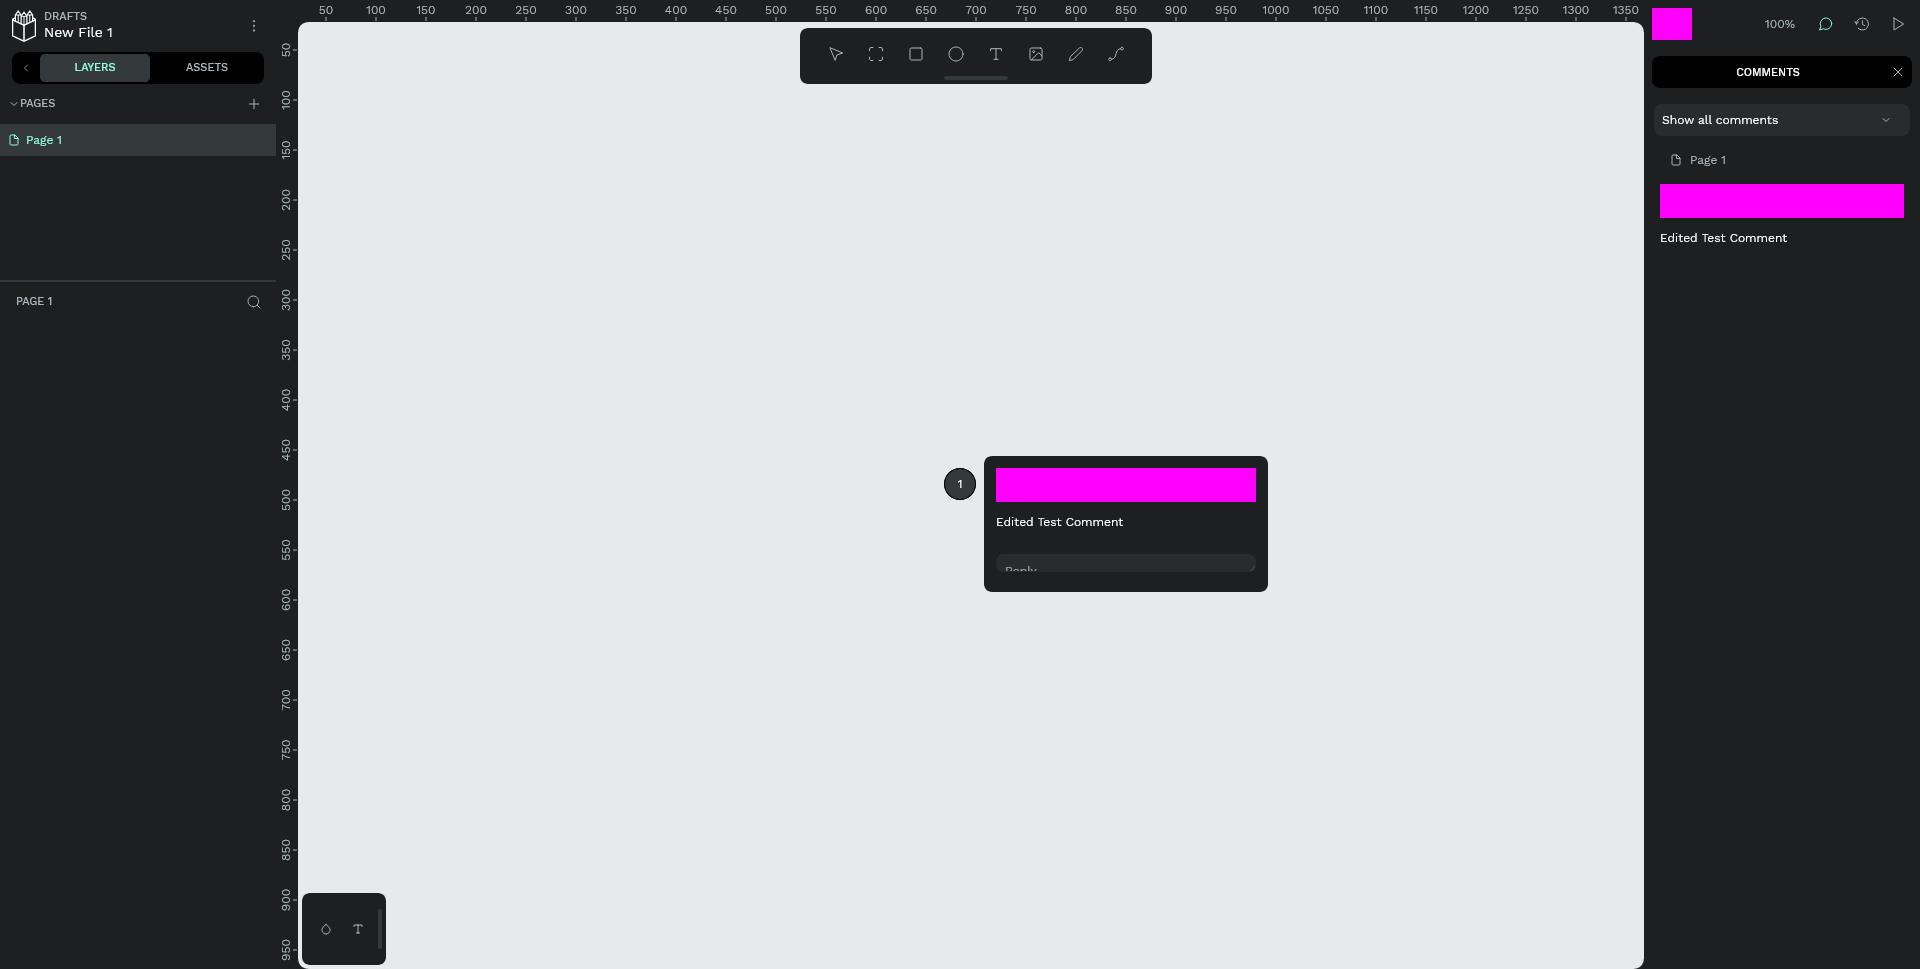 DRAFTS
New File 1
LAYERS
ASSETS
PAGES
Page 1
PAGE 1
50 100 150 200 250 300 350 400 450 500 550 600 650 700 750 800 850 900 950 1000 1050 1100 1150 1200 1250 1300 1350
50
100
150
200
250
300
350
400
450
500
550
600
650
700
750
800
850
900
950
1
Edited Test Comment
Reply
100%
COMMENTS
Show all comments
Page 1
Edited Test Comment